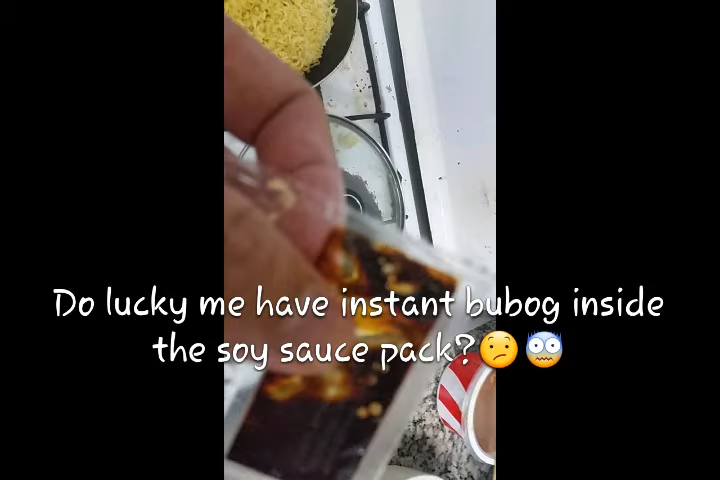 Do lucky me have instant bubog inside
the soy sauce pack?😕😨